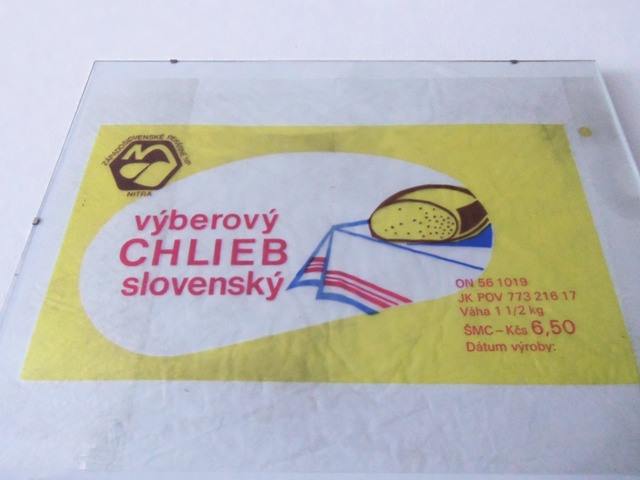 ZÁPADOSLOVENSKÉ PEKÁRNE
NITRA
výberový
CHLIEB
slovenský
ON 56 1019
JK POV 773 216 17
Váha 1 1/2 kg
ŠMC – Kčs 6,50
Dátum výroby: